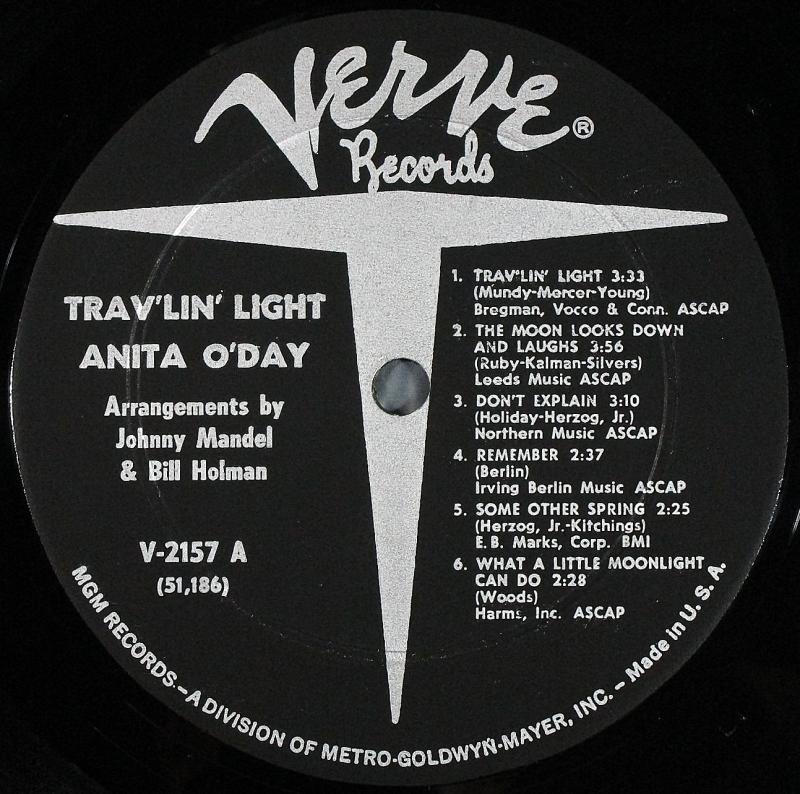 Verve ®
Records
TRAV'LIN' LIGHT
ANITA O'DAY
Arrangements by
Johnny Mandel
& Bill Holman
V-2157 A
(51,186)
1. TRAV'LIN' LIGHT 3:33
(Mundy-Mercer-Young)
Bregman, Vocco & Conn. ASCAP
2. THE MOON LOOKS DOWN
AND LAUGHS 3:56
(Ruby-Kalman-Silvers)
Leeds Music ASCAP
3. DON'T EXPLAIN 3:10
(Holiday-Herzog, Jr.)
Northern Music ASCAP
4. REMEMBER 2:37
(Berlin)
Irving Berlin Music ASCAP
5. SOME OTHER SPRING 2:25
(Herzog, Jr.-Kitchings)
E.B. Marks, Corp. BMI
6. WHAT A LITTLE MOONLIGHT
CAN DO 2:28
(Woods)
Harms, Inc. ASCAP
MGM RECORDS-A DIVISION OF METRO-GOLDWYN-MAYER, INC. - Made in U. S. A.